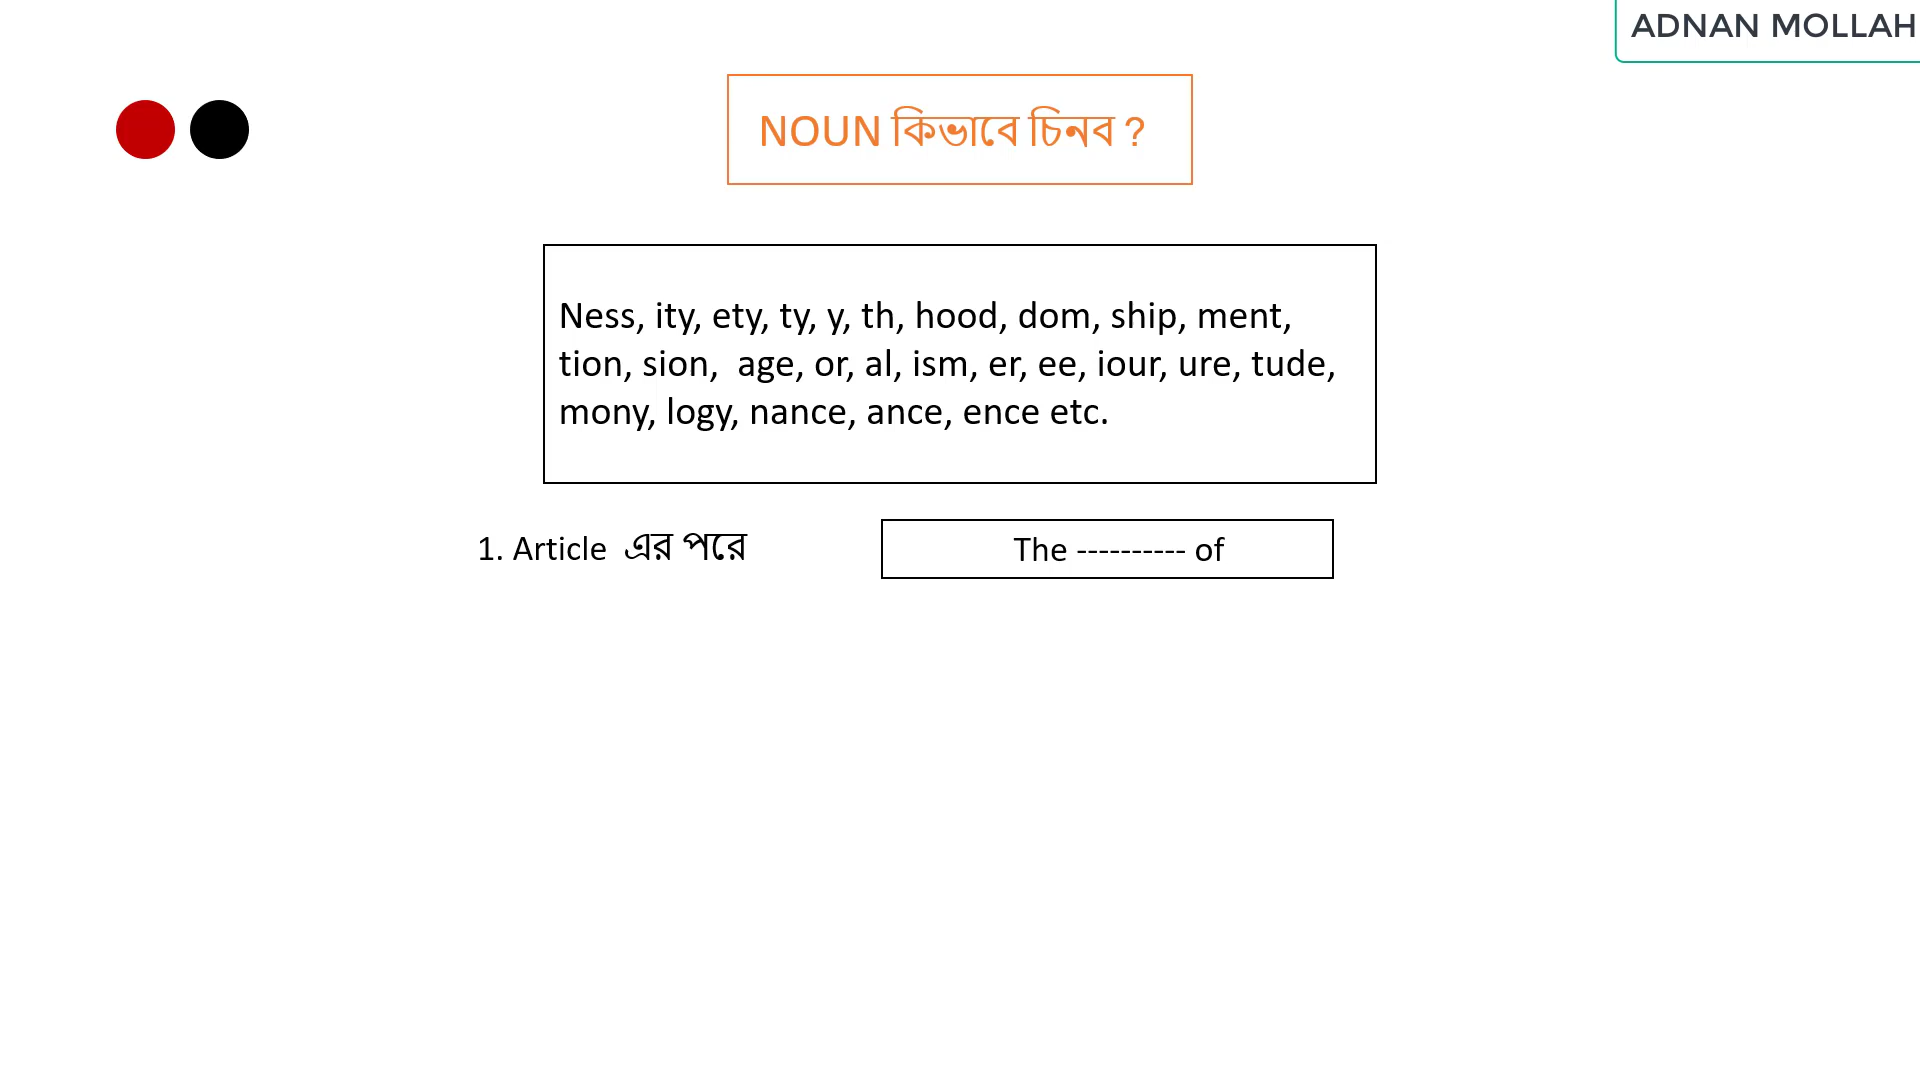 ADNAN MOLLAH
NOUN কিভাবে চিনব ?
Ness, ity, ety, ty, y, th, hood, dom, ship, ment,
tion, sion, age, or, al, ism, er, ee, iour, ure, tude,
mony, logy, nance, ance, ence etc.
1. Article এর পরে
The ---------- of